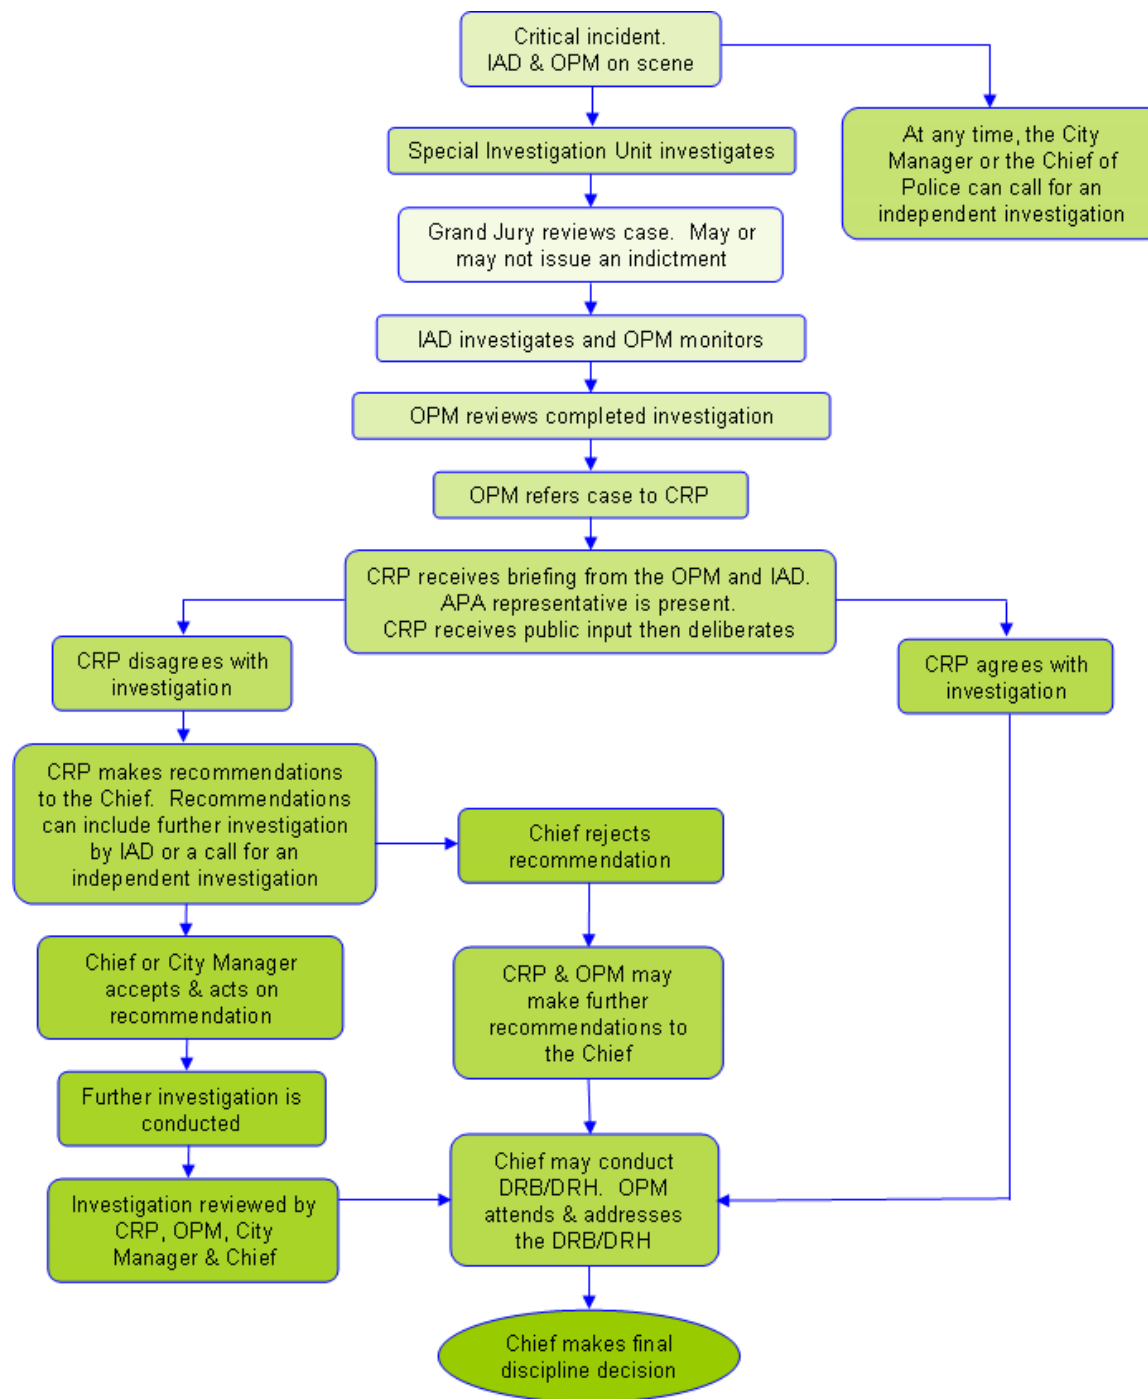 Critical incident.
IAD & OPM on scene
At any time, the City
Manager or the Chief of
Police can call for an
independent investigation
Special Investigation Unit investigates
Grand Jury reviews case. May or
may not issue an indictment
IAD investigates and OPM monitors
OPM reviews completed investigation
OPM refers case to CRP
CRP receives briefing from the OPM and IAD.
APA representative is present.
CRP receives public input then deliberates
CRP disagrees with
investigation
CRP agrees with
investigation
CRP makes recommendations
to the Chief. Recommendations
can include further investigation
by IAD or a call for an
independent investigation
Chief rejects
recommendation
Chief or City Manager
accepts & acts on
recommendation
CRP & OPM may
make further
recommendations to
the Chief
Further investigation is
conducted
Investigation reviewed by
CRP, OPM, City
Manager & Chief
Chief may conduct
DRB/DRH. OPM
attends & addresses
the DRB/DRH
Chief makes final
discipline decision